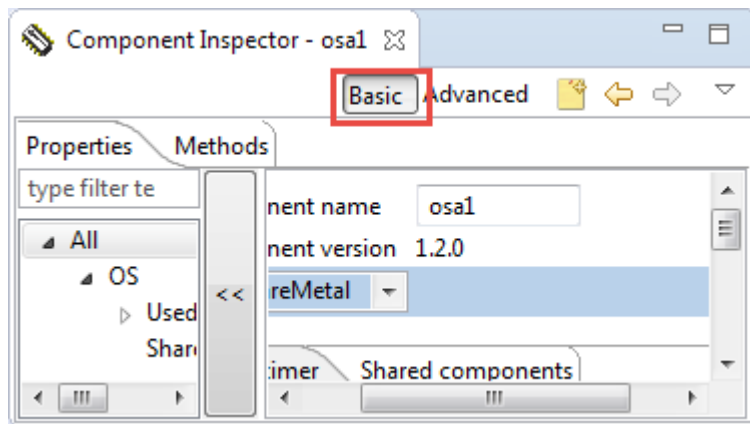 Component Inspector - osa1
Basic Advanced
Properties Methods
type filter te
nent name osa1
All
nent version 1.2.0
OS
<< reMetal
Used
Shar
timer Shared components